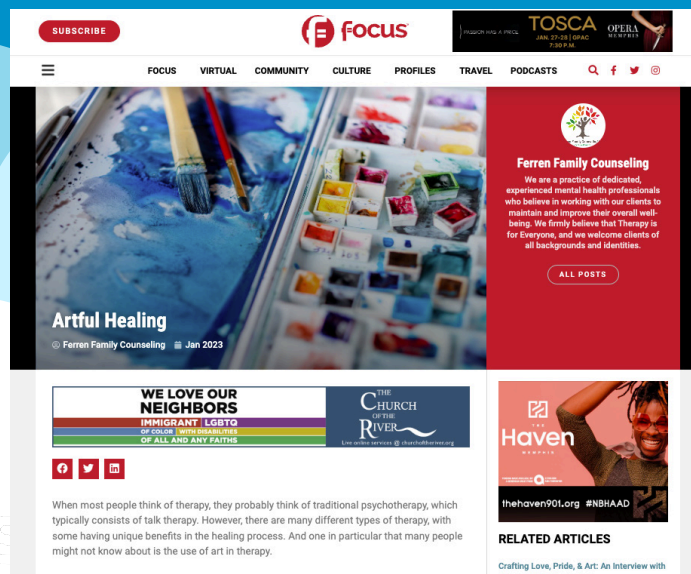 SUBSCRIBE
focus
PASSION HAS A PRICE.
TOSCA
JAN. 27-28 | GPAC
7:30 P.M.
OPERA
MEMPHIS
FOCUS VIRTUAL COMMUNITY CULTURE PROFILES TRAVEL PODCASTS
Artful Healing
Ferren Family Counseling Jan 2023
Ferren Family Counseling
We are a practice of dedicated,
experienced mental health professionals
who believe in working with our clients to
maintain and improve their overall well-
being. We firmly believe that Therapy is
for Everyone, and we welcome clients of
all backgrounds and identities.
ALL POSTS
WE LOVE OUR
NEIGHBORS
IMMIGRANT LGBTQ
OF COLOR WITH DISABILITIES
OF ALL AND ANY FAITHS
THE
CHURCH
OF THE
RIVER
Live online services @ churchoftheriver.org
When most people think of therapy, they probably think of traditional psychotherapy, which
typically consists of talk therapy. However, there are many different types of therapy, with
some having unique benefits in the healing process. And one in particular that many people
might not know about is the use of art in therapy.
THE
Haven
MEMPHIS
thehaven901.org #NBHAAD
RELATED ARTICLES
Crafting Love, Pride, & Art: An Interview with